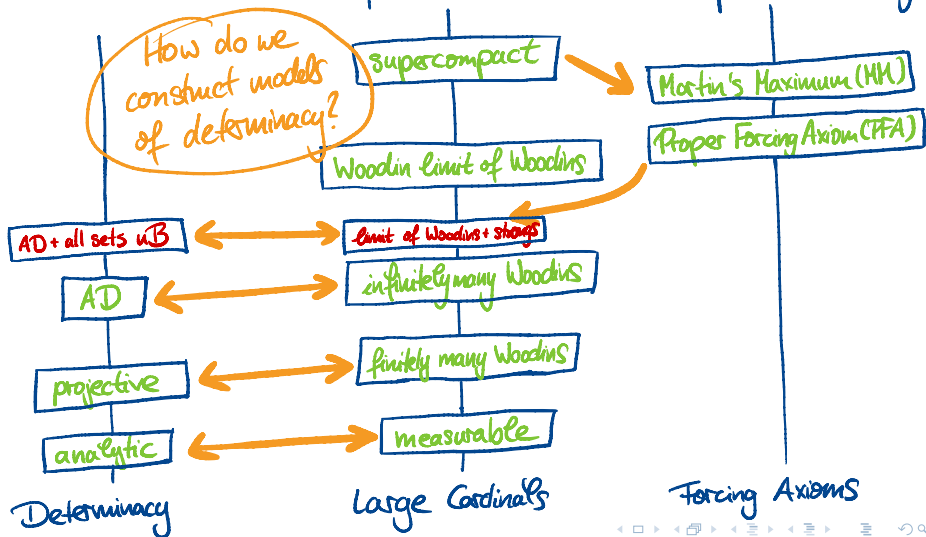 How do we
construct models
of determinacy?
supercompact
Martin's Maximum (MM)
Proper Forcing Axiom (PFA)
Woodin limit of Woodins
AD + all sets uB
limit of Woodins + strongs
AD
infinitely many Woodins
projective
finitely many Woodins
analytic
measurable
Determinacy
Large Cardinals
Forcing Axioms